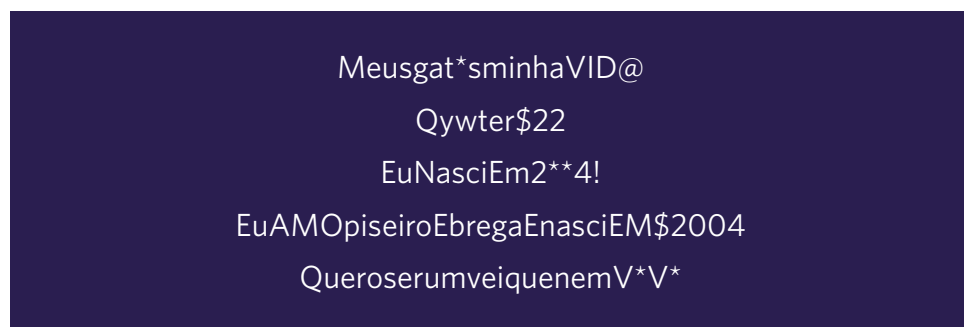 Meusgat*sminhaVID@
Qywter$22
EuNasciEm2**4!
EuAMOpiseiroEbregaEnasciEM$2004
QueroserumveiquenemV*V*